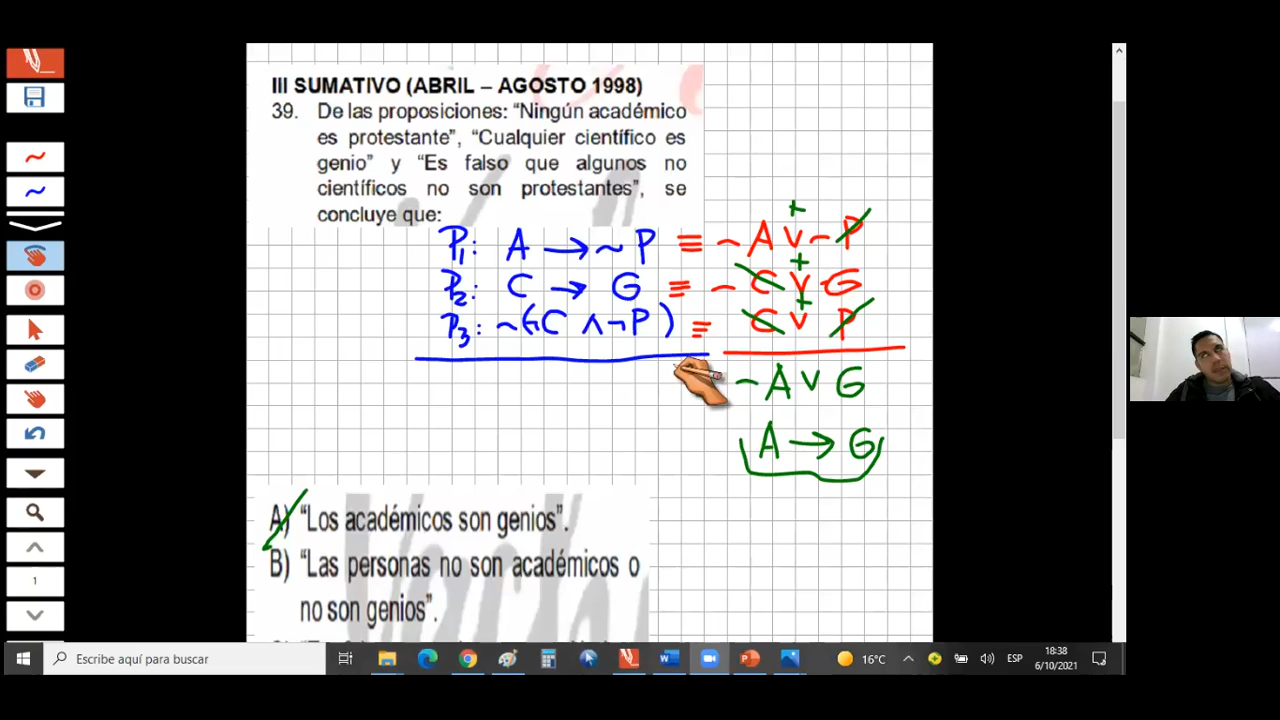 III SUMATIVO (ABRIL – AGOSTO 1998)
39. De las proposiciones: “Ningún académico
es protestante”, “Cualquier científico es
genio” y “Es falso que algunos no
científicos no son protestantes”, se
concluye que:
P₁: A → ~ P ≡ ~ A ∨ ~ P
P₂: C → G ≡ ~ C ∨ G
P₃: ~(¬C ∧ ¬P) ≡ C ∨ P
~A ∨ G
A → G
A) “Los académicos son genios”.
B) “Las personas no son académicos o
no son genios”.
1
Escribe aquí para buscar
16°C
ESP
18:38
6/10/2021